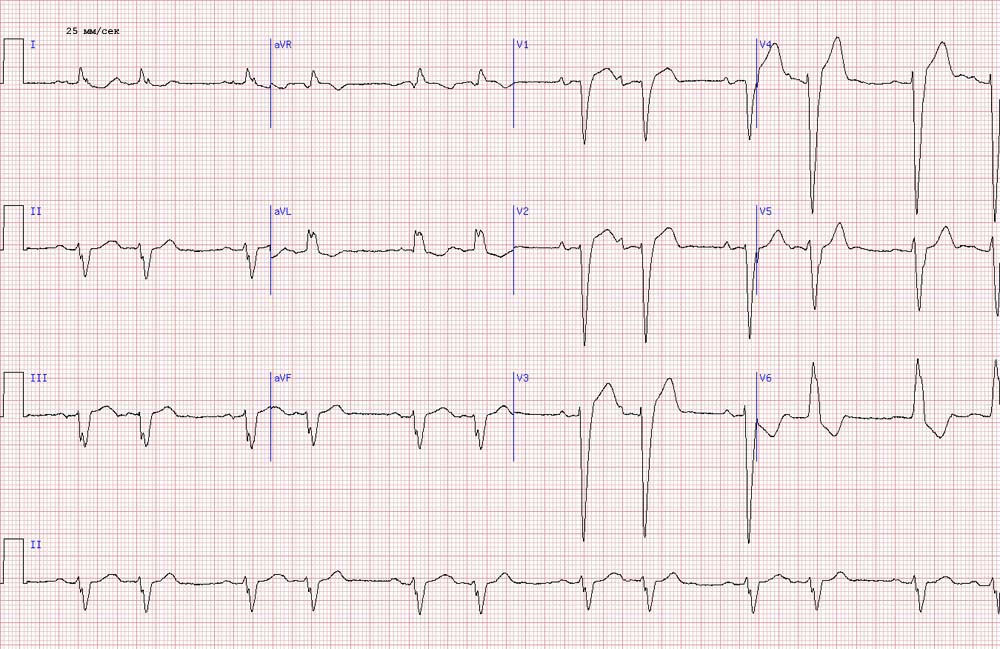 25 мм/сек
I aVR V1 V4
II aVL V2 V5
III aVF V3 V6
II